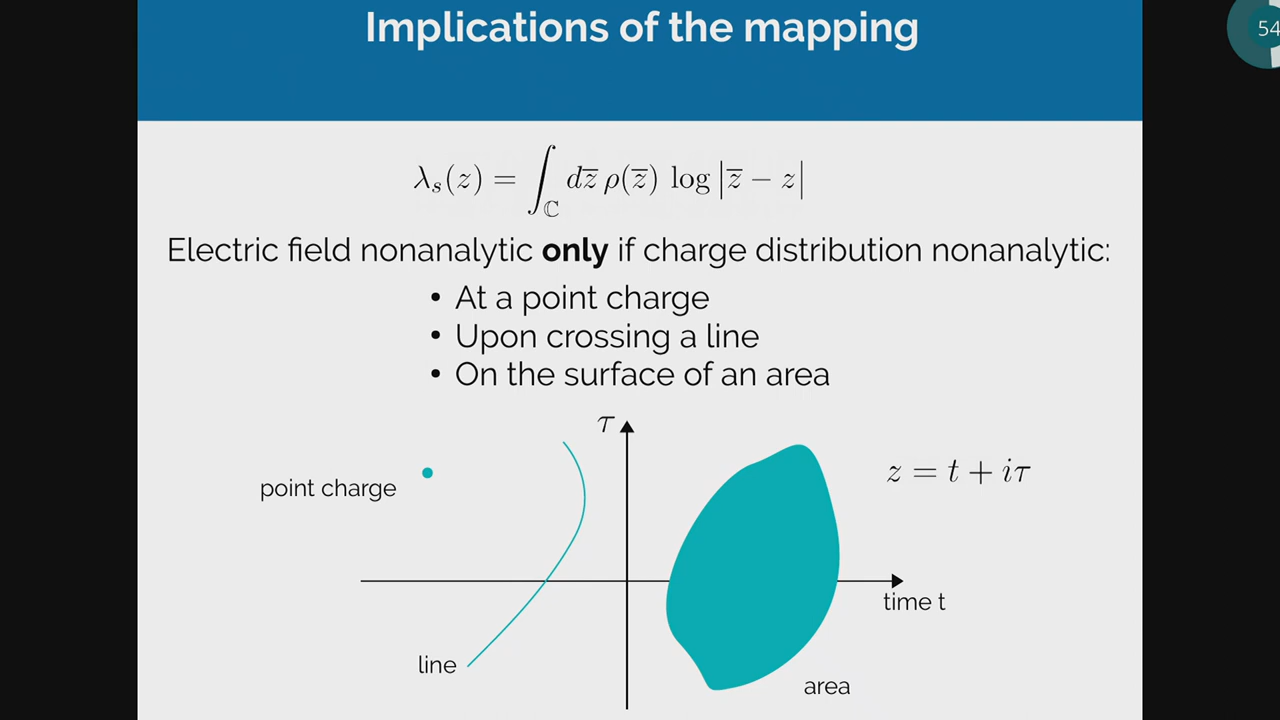 Implications of the mapping
54
λ_s(z) = ∫_ℂ dz̄ ρ(z̄) log |z̄ − z|
Electric field nonanalytic only if charge distribution nonanalytic:
• At a point charge
• Upon crossing a line
• On the surface of an area
τ
z = t + iτ
point charge
time t
line
area